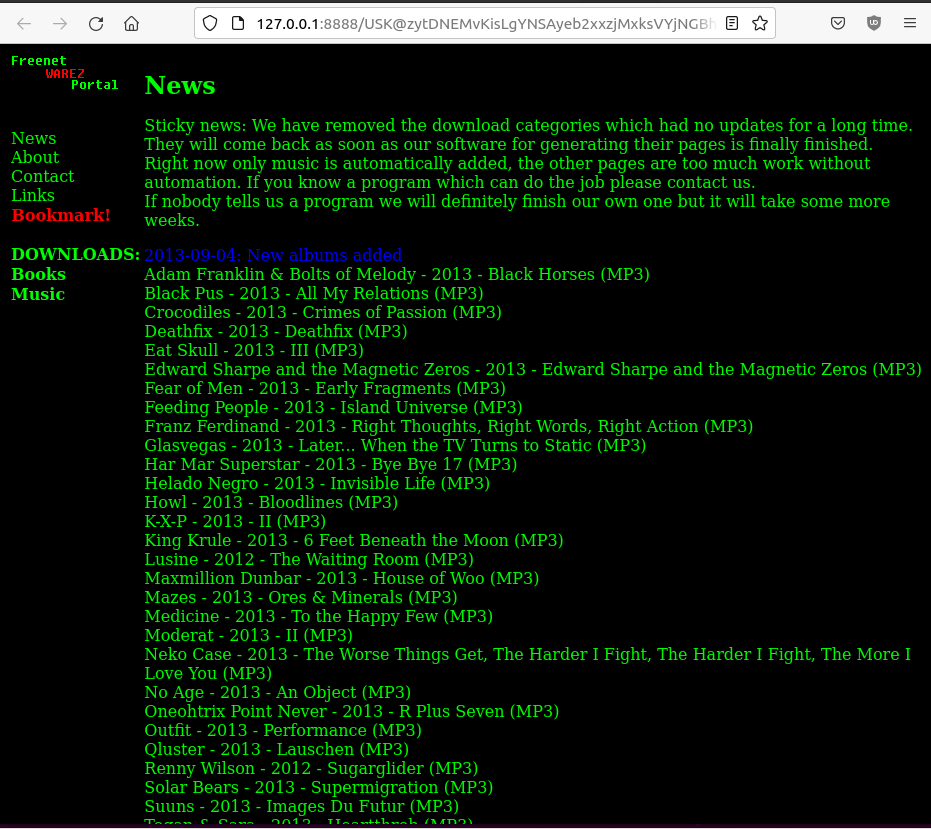 127.0.0.1:8888/USK@zytDNEMvKisLgYNSAyeb2xxzjMxksVYjNGBh
Freenet
WAREZ
Portal
News
About
Contact
Links
Bookmark!
DOWNLOADS:
Books
Music
News
Sticky news: We have removed the download categories which had no updates for a long time.
They will come back as soon as our software for generating their pages is finally finished.
Right now only music is automatically added, the other pages are too much work without
automation. If you know a program which can do the job please contact us.
If nobody tells us a program we will definitely finish our own one but it will take some more
weeks.
2013-09-04: New albums added
Adam Franklin & Bolts of Melody - 2013 - Black Horses (MP3)
Black Pus - 2013 - All My Relations (MP3)
Crocodiles - 2013 - Crimes of Passion (MP3)
Deathfix - 2013 - Deathfix (MP3)
Eat Skull - 2013 - III (MP3)
Edward Sharpe and the Magnetic Zeros - 2013 - Edward Sharpe and the Magnetic Zeros (MP3)
Fear of Men - 2013 - Early Fragments (MP3)
Feeding People - 2013 - Island Universe (MP3)
Franz Ferdinand - 2013 - Right Thoughts, Right Words, Right Action (MP3)
Glasvegas - 2013 - Later... When the TV Turns to Static (MP3)
Har Mar Superstar - 2013 - Bye Bye 17 (MP3)
Helado Negro - 2013 - Invisible Life (MP3)
Howl - 2013 - Bloodlines (MP3)
K-X-P - 2013 - II (MP3)
King Krule - 2013 - 6 Feet Beneath the Moon (MP3)
Lusine - 2012 - The Waiting Room (MP3)
Maxmillion Dunbar - 2013 - House of Woo (MP3)
Mazes - 2013 - Ores & Minerals (MP3)
Medicine - 2013 - To the Happy Few (MP3)
Moderat - 2013 - II (MP3)
Neko Case - 2013 - The Worse Things Get, The Harder I Fight, The Harder I Fight, The More I
Love You (MP3)
No Age - 2013 - An Object (MP3)
Oneohtrix Point Never - 2013 - R Plus Seven (MP3)
Outfit - 2013 - Performance (MP3)
Qluster - 2013 - Lauschen (MP3)
Renny Wilson - 2012 - Sugarglider (MP3)
Solar Bears - 2013 - Supermigration (MP3)
Suuns - 2013 - Images Du Futur (MP3)
Tegan & Sara - 2013 - Heartthrob (MP3)